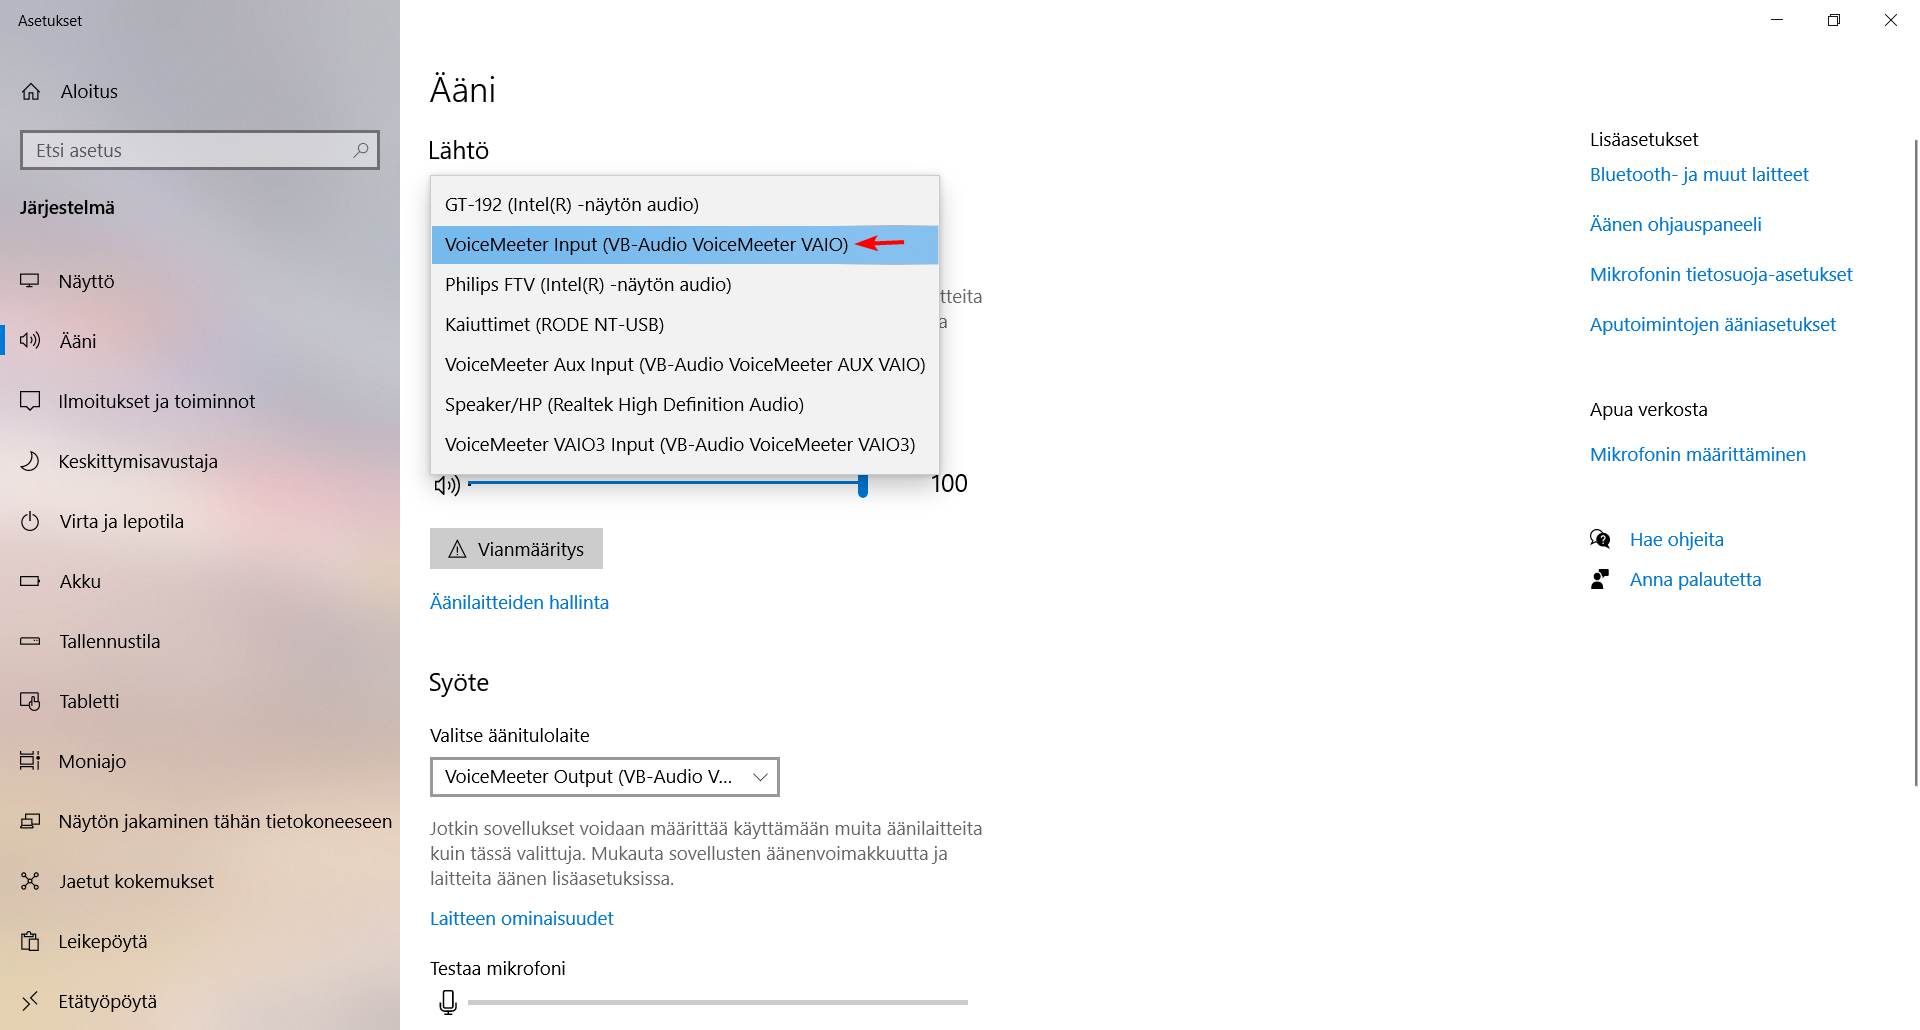 Asetukset
Aloitus
Etsi asetus
Järjestelmä
Näyttö
Ääni
Ilmoitukset ja toiminnot
Keskittymisavustaja
Virta ja lepotila
Akku
Tallennustila
Tabletti
Moniajo
Näytön jakaminen tähän tietokoneeseen
Jaetut kokemukset
Leikepöytä
Etätyöpöytä
Ääni
Lähtö
GT-192 (Intel(R) -näytön audio)
VoiceMeeter Input (VB-Audio VoiceMeeter VAIO)
Philips FTV (Intel(R) -näytön audio)
Kaiuttimet (RODE NT-USB)
VoiceMeeter Aux Input (VB-Audio VoiceMeeter AUX VAIO)
Speaker/HP (Realtek High Definition Audio)
VoiceMeeter VAIO3 Input (VB-Audio VoiceMeeter VAIO3)
100
Vianmääritys
Äänilaitteiden hallinta
Syöte
Valitse äänitulolaite
VoiceMeeter Output (VB-Audio V...
Jotkin sovellukset voidaan määrittää käyttämään muita äänilaitteita
kuin tässä valittuja. Mukauta sovellusten äänenvoimakkuutta ja
laitteita äänen lisäasetuksissa.
Laitteen ominaisuudet
Testaa mikrofoni
Lisäasetukset
Bluetooth- ja muut laitteet
Äänen ohjauspaneeli
Mikrofonin tietosuoja-asetukset
Aputoimintojen ääniasetukset
Apua verkosta
Mikrofonin määrittäminen
Hae ohjeita
Anna palautetta